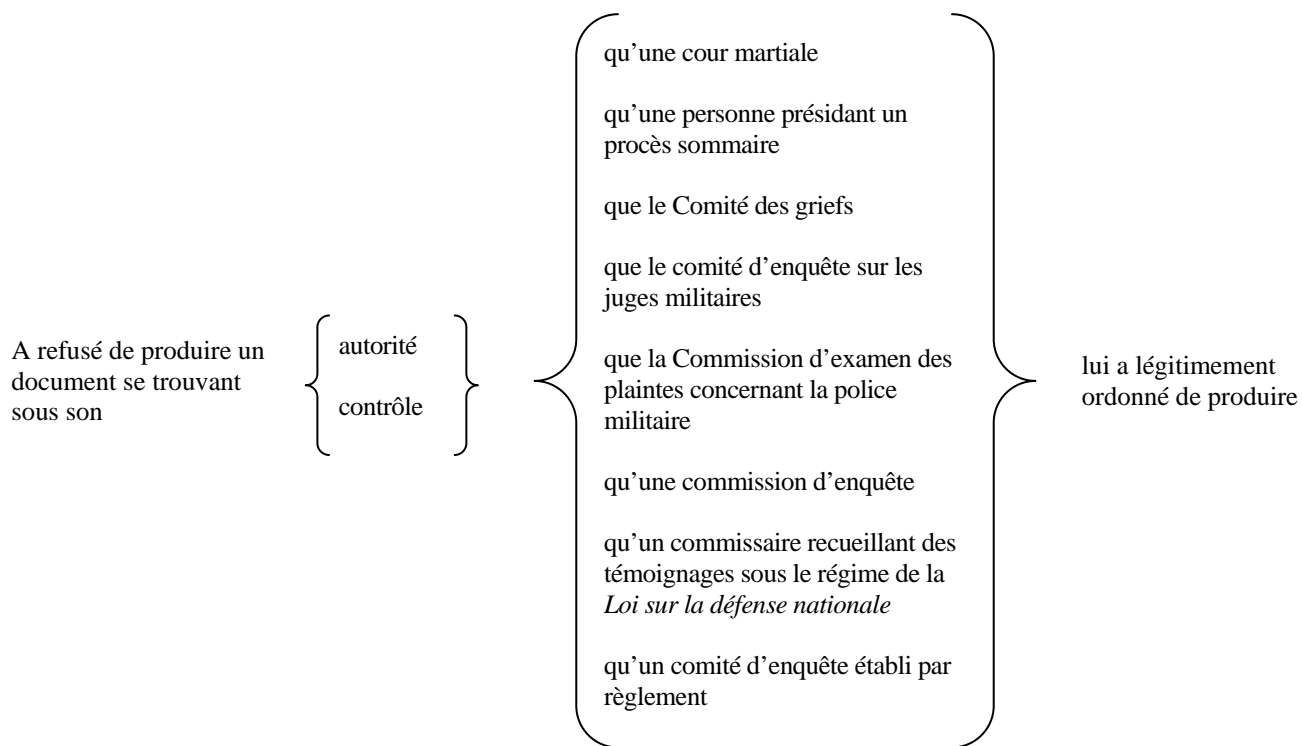 A refusé de produire un
document se trouvant
sous son
autorité
contrôle
qu’une cour martiale
qu’une personne présidant un
procès sommaire
que le Comité des griefs
que le comité d’enquête sur les
juges militaires
que la Commission d’examen des
plaintes concernant la police
militaire
qu’une commission d’enquête
qu’un commissaire recueillant des
témoignages sous le régime de la
Loi sur la défense nationale
qu’un comité d’enquête établi par
règlement
lui a légitimement
ordonné de produire